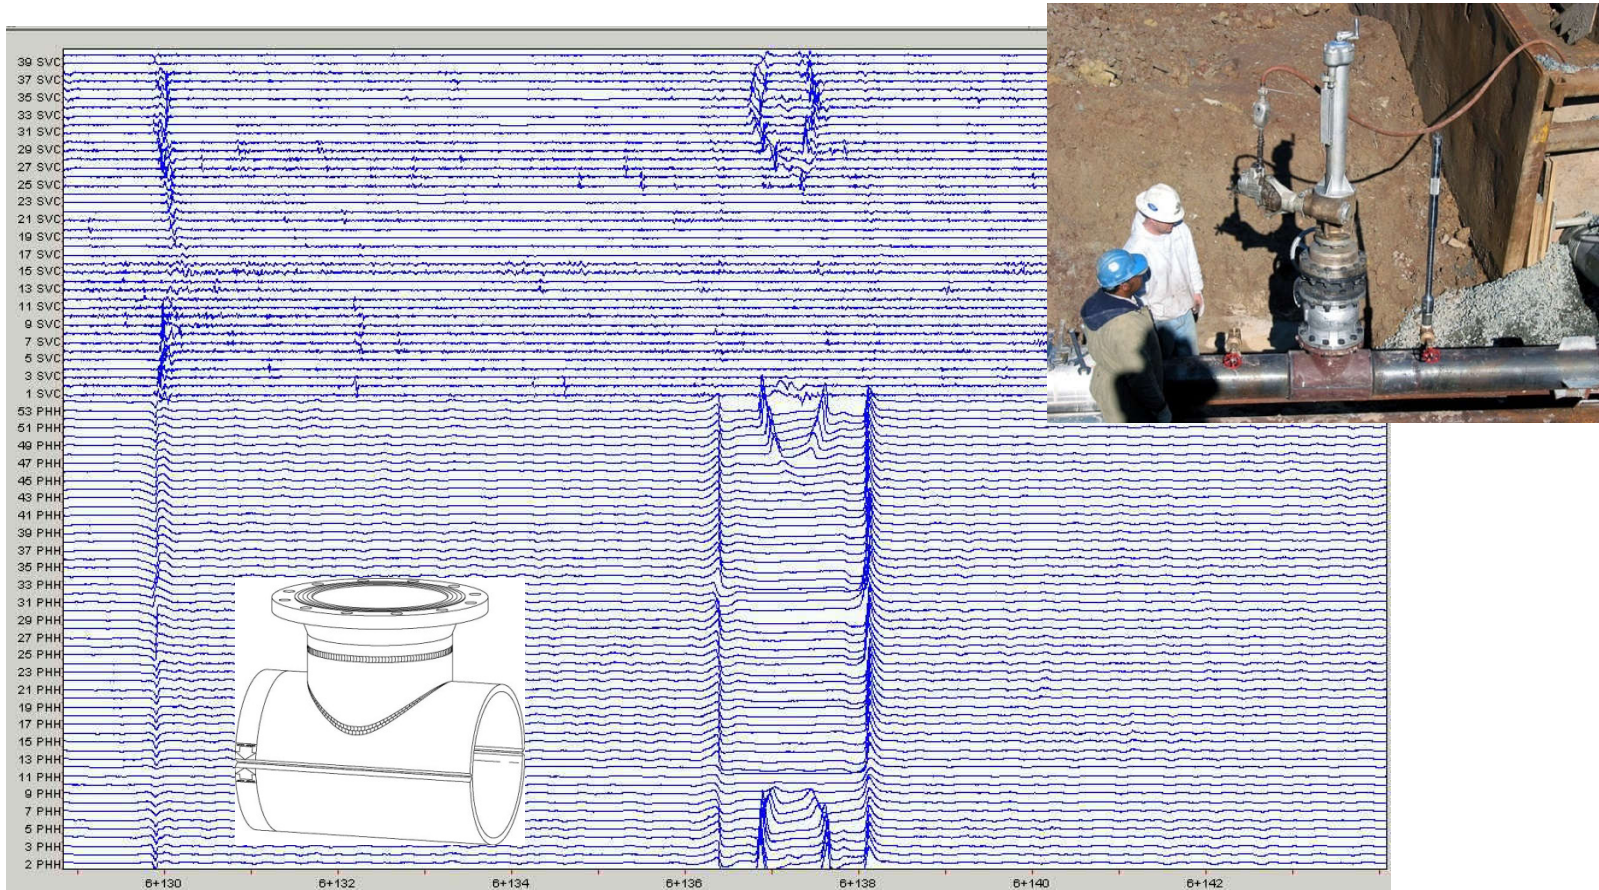 39 SVC
37 SVC
35 SVC
33 SVC
31 SVC
29 SVC
27 SVC
25 SVC
23 SVC
21 SVC
19 SVC
17 SVC
15 SVC
13 SVC
11 SVC
9 SVC
7 SVC
5 SVC
3 SVC
1 SVC
53 PHH
51 PHH
49 PHH
47 PHH
45 PHH
43 PHH
41 PHH
39 PHH
37 PHH
35 PHH
33 PHH
31 PHH
29 PHH
27 PHH
25 PHH
23 PHH
21 PHH
19 PHH
17 PHH
15 PHH
13 PHH
11 PHH
9 PHH
7 PHH
5 PHH
3 PHH
2 PHH
6+130 6+132 6+134 6+136 6+138 6+140 6+142